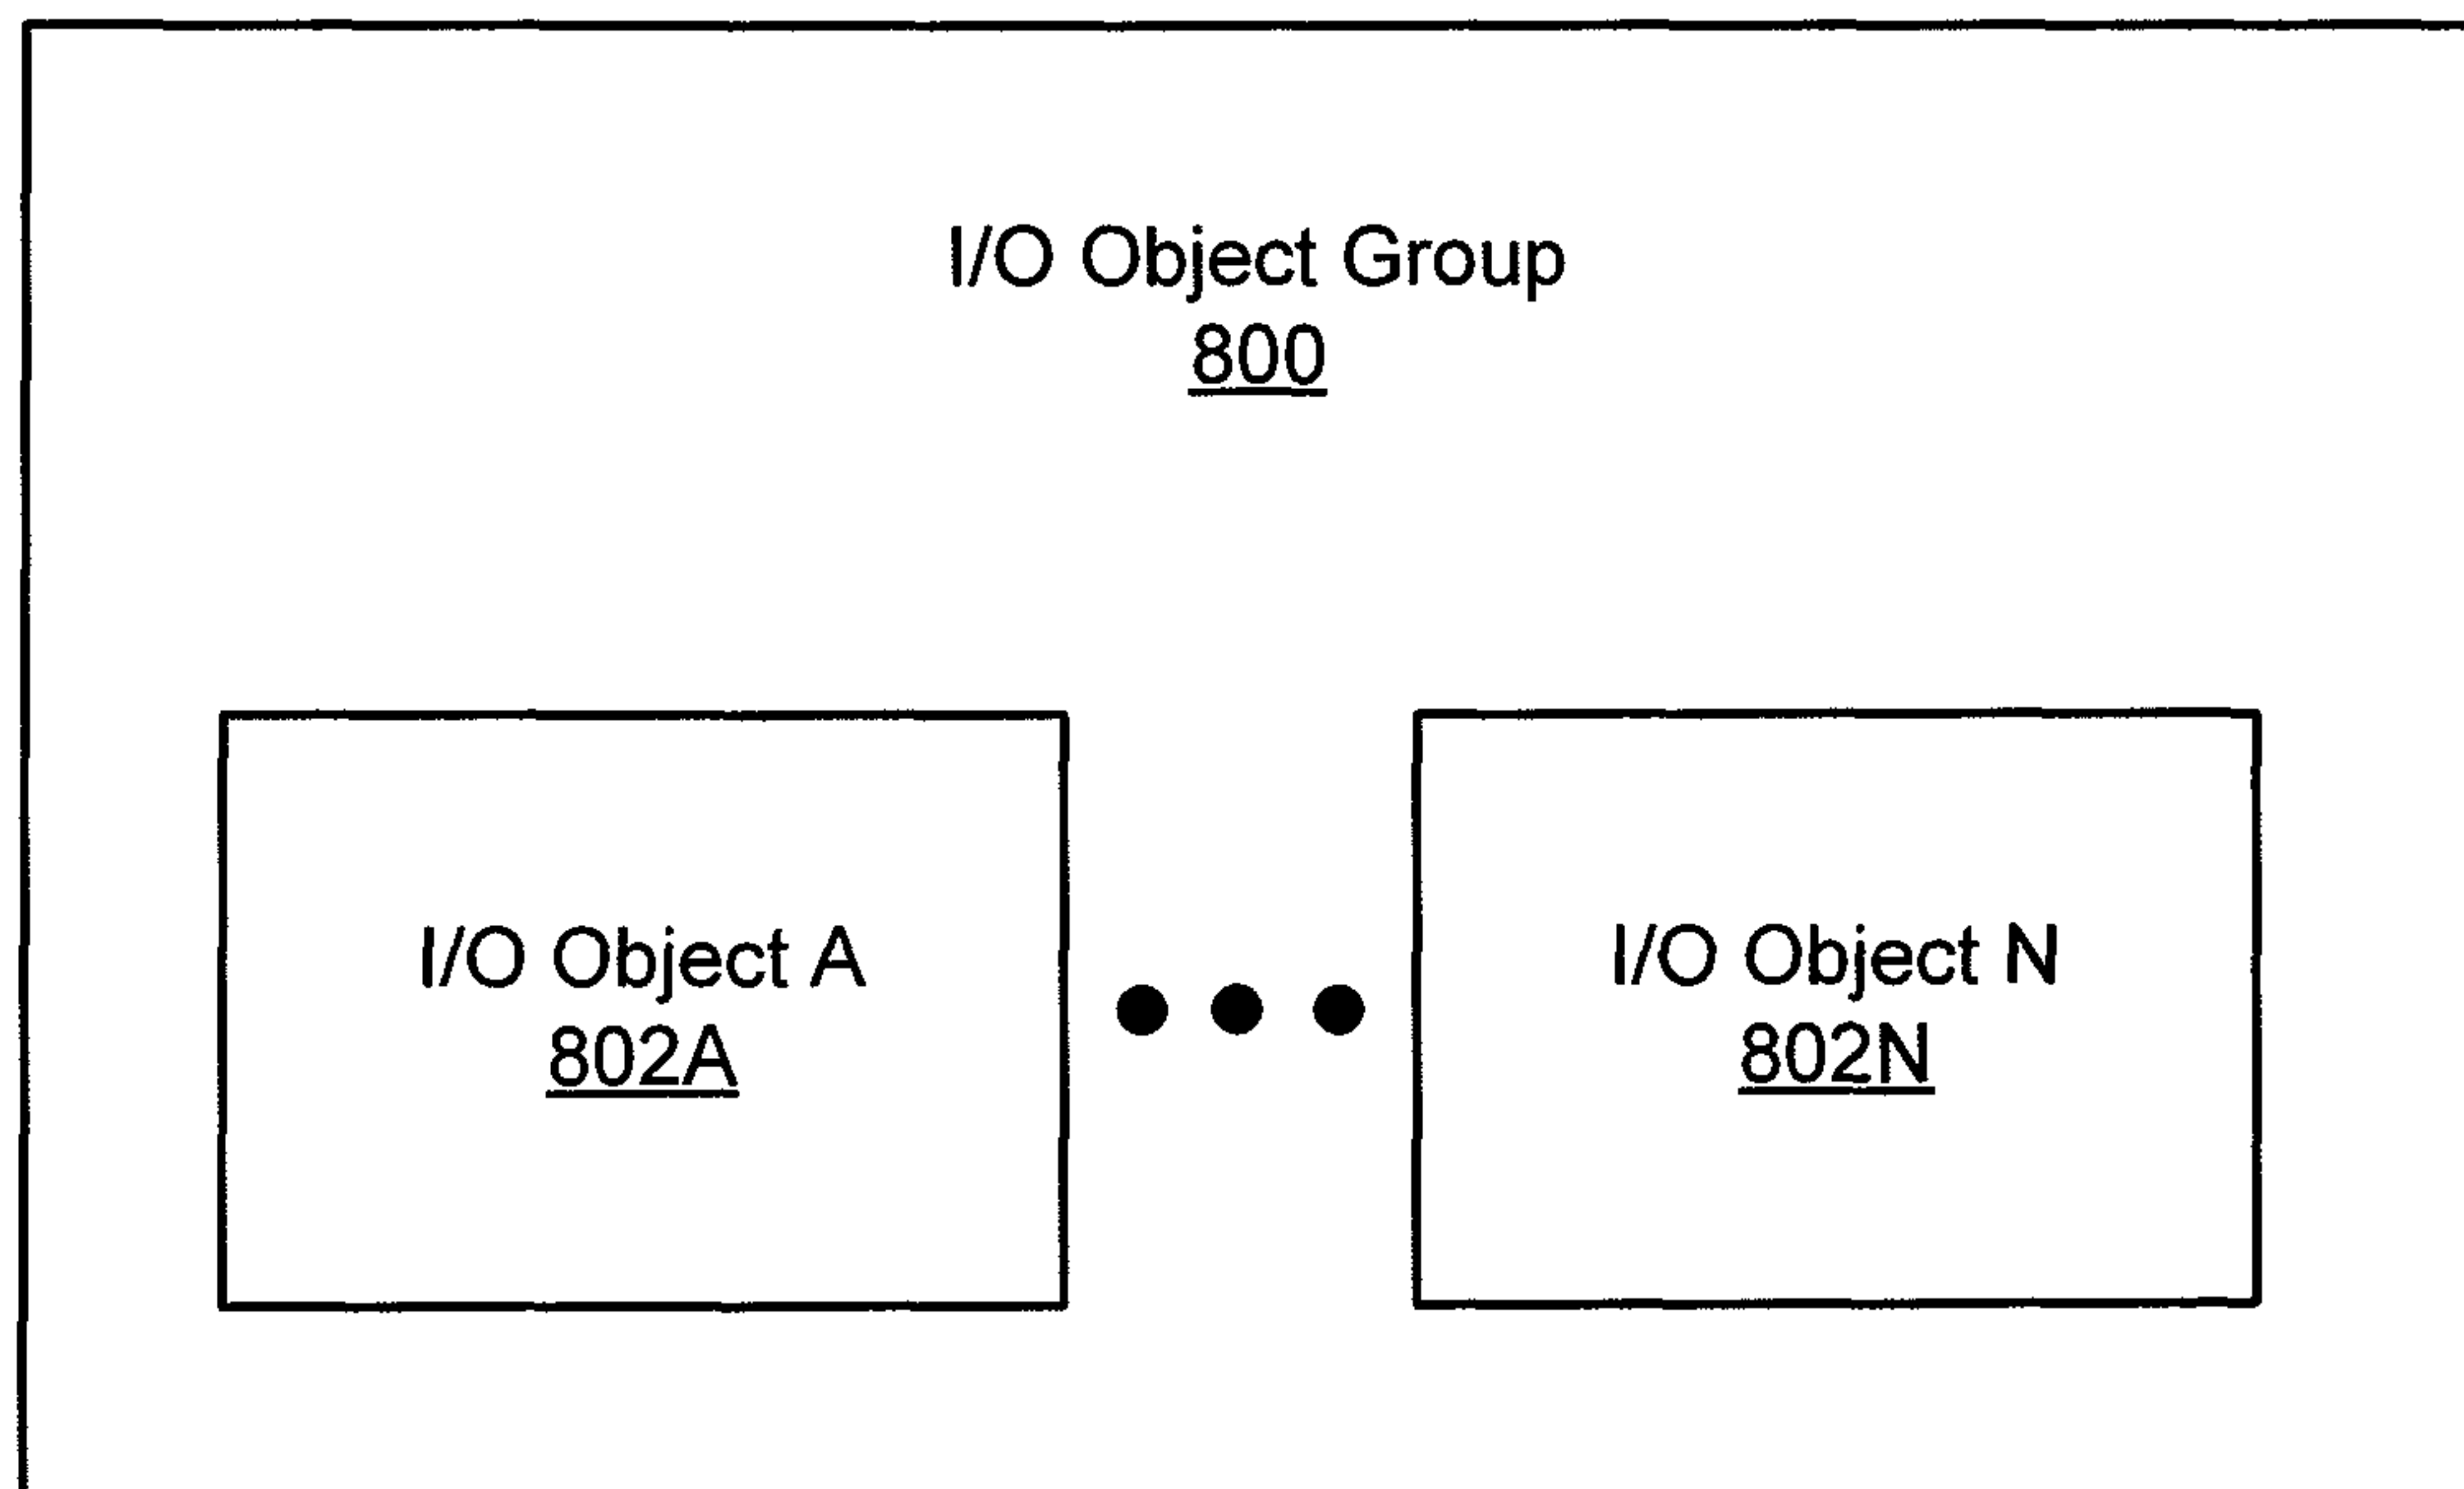 I/O Object Group
800
I/O Object A
802A
I/O Object N
802N